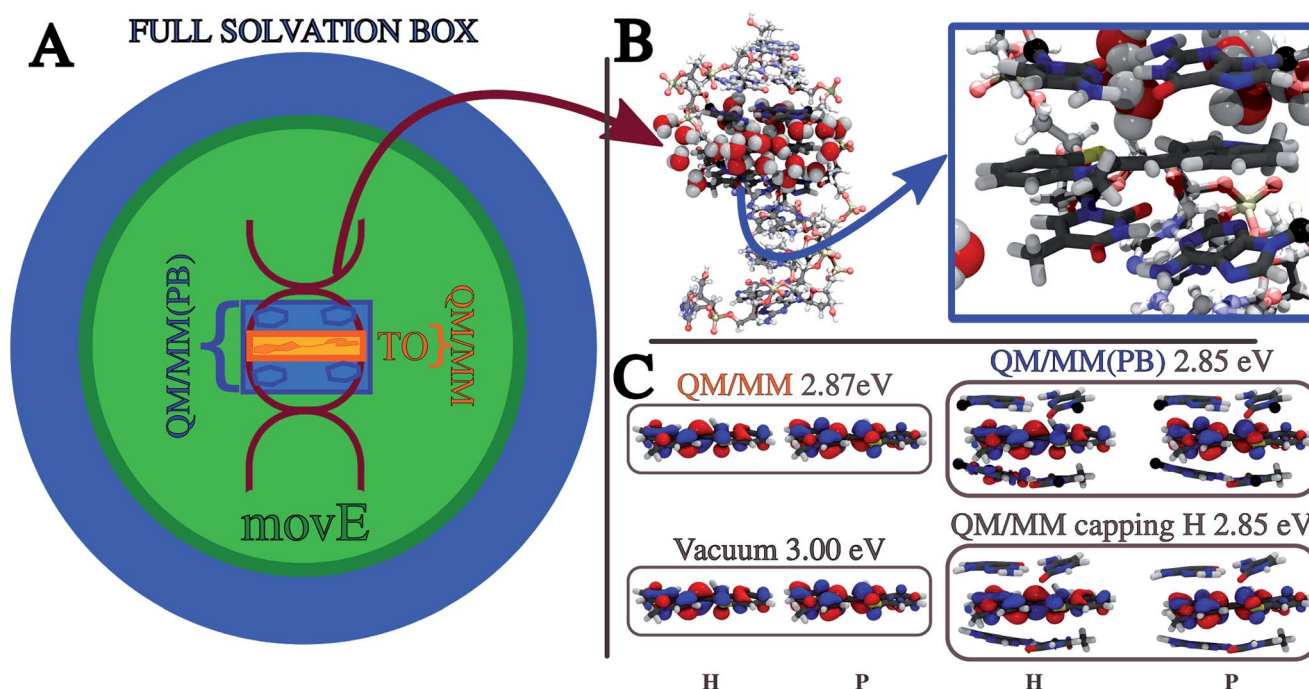 A
FULL SOLVATION BOX
QM/MM(PB)
TO
QM/MM
movE
B
C
QM/MM 2.87eV
QM/MM(PB) 2.85 eV
Vacuum 3.00 eV
QM/MM capping H 2.85 eV
H P H P